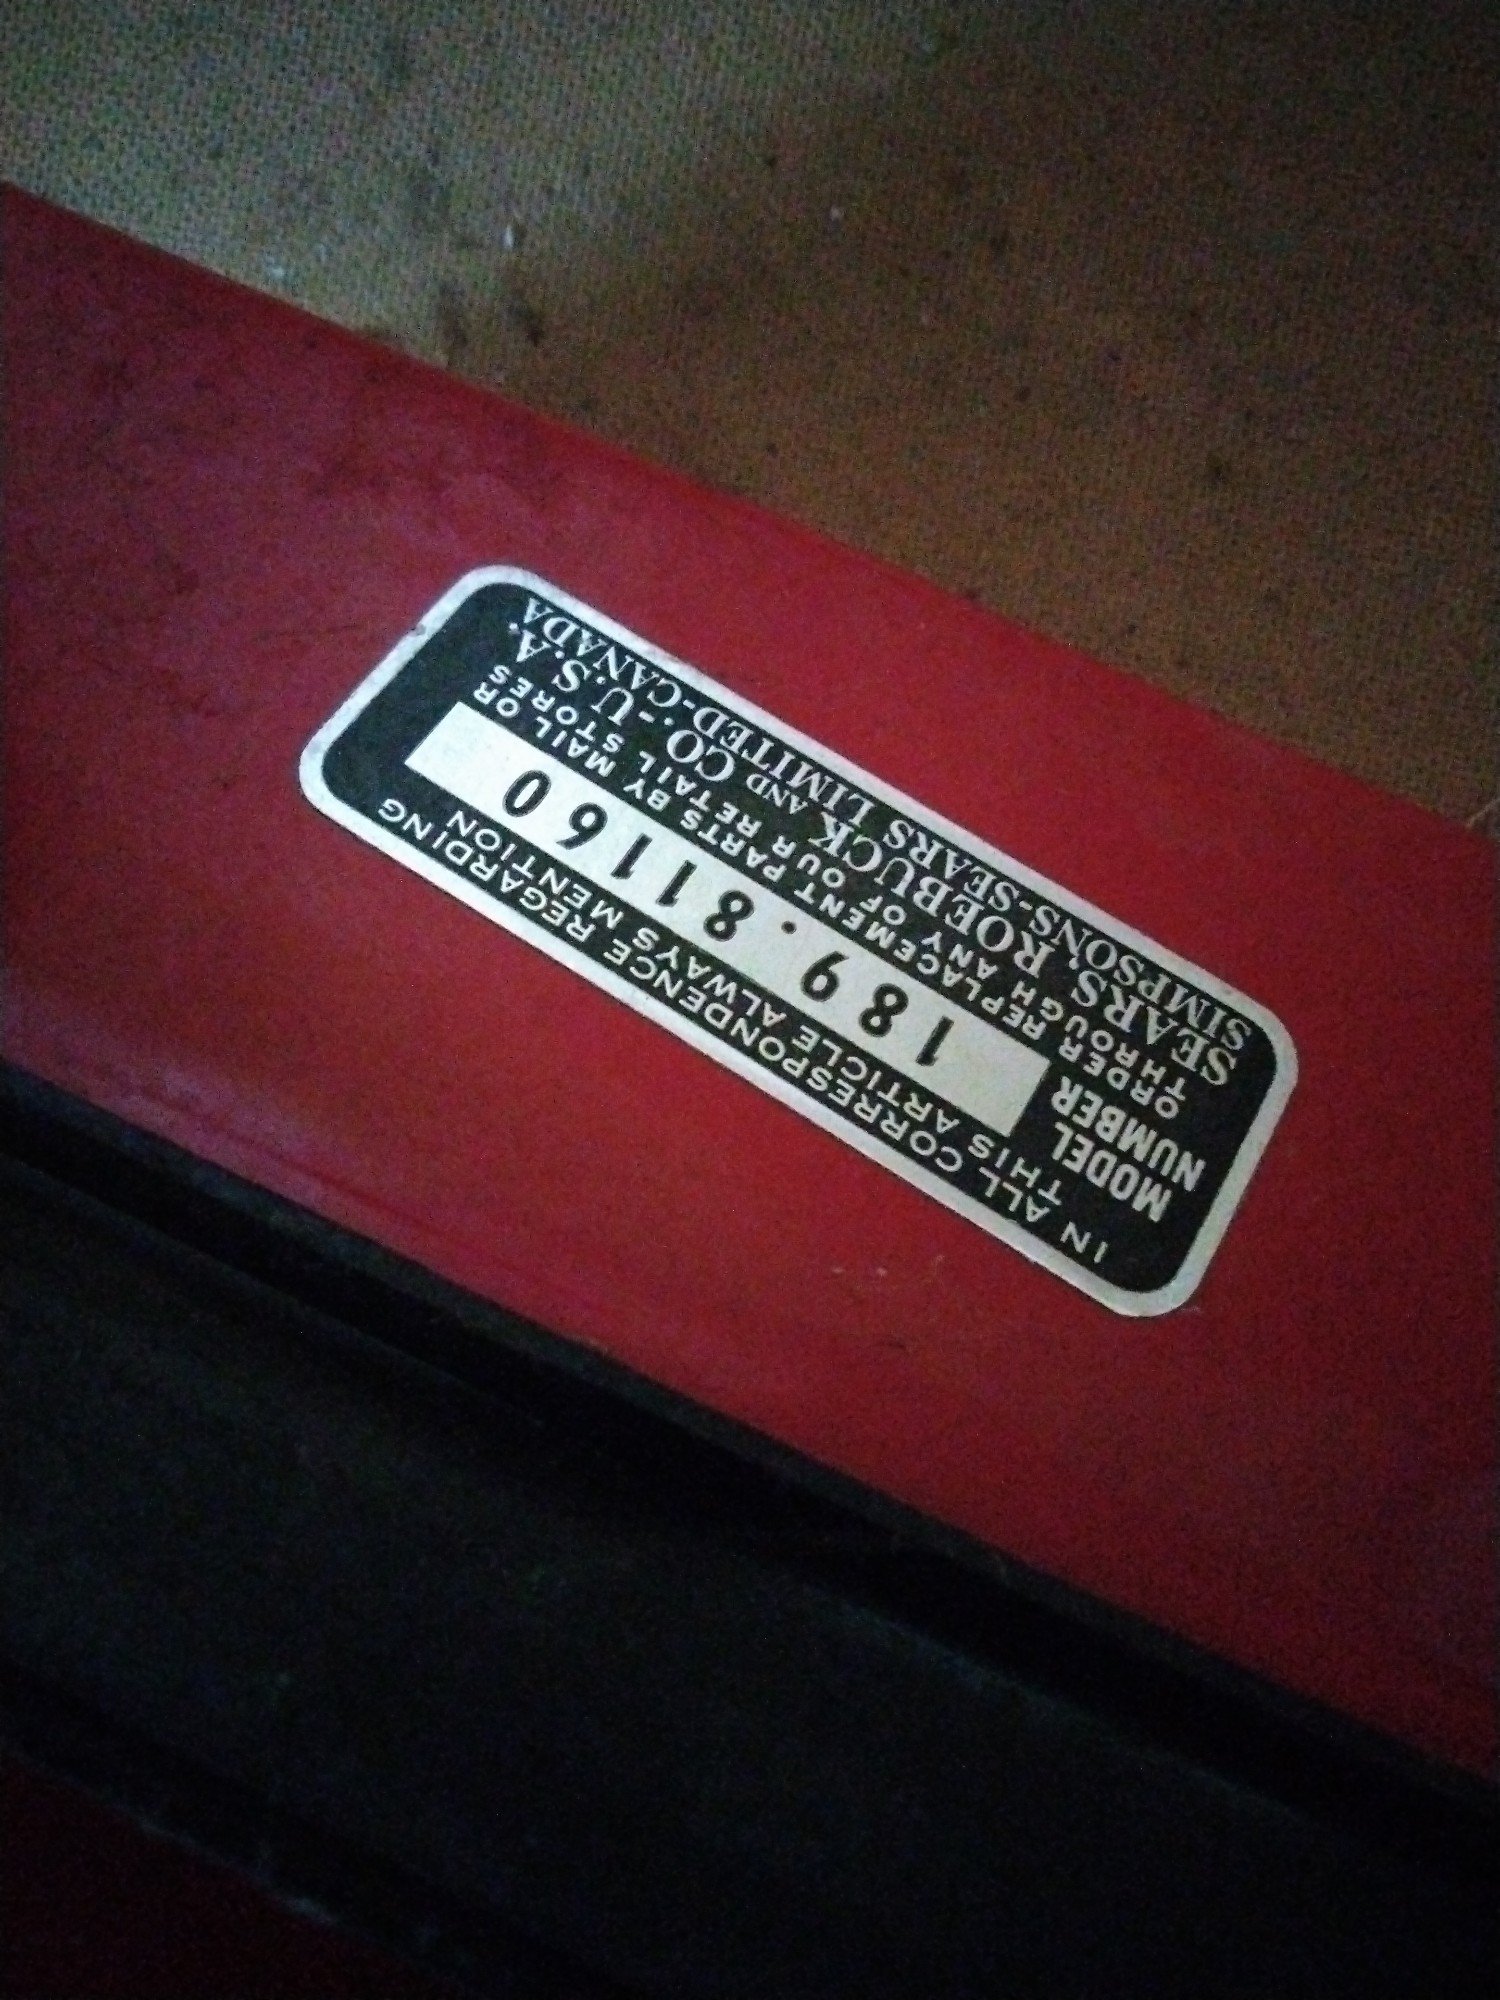 IN ALL CORRESPONDENCE REGARDING
THIS ARTICLE ALWAYS MENTION
MODEL NUMBER 189.81160
ORDER REPLACEMENT PARTS BY MAIL OR
THROUGH ANY OF OUR RETAIL STORES
SEARS, ROEBUCK AND CO.-U.S.A.
SIMPSONS-SEARS LIMITED-CANADA